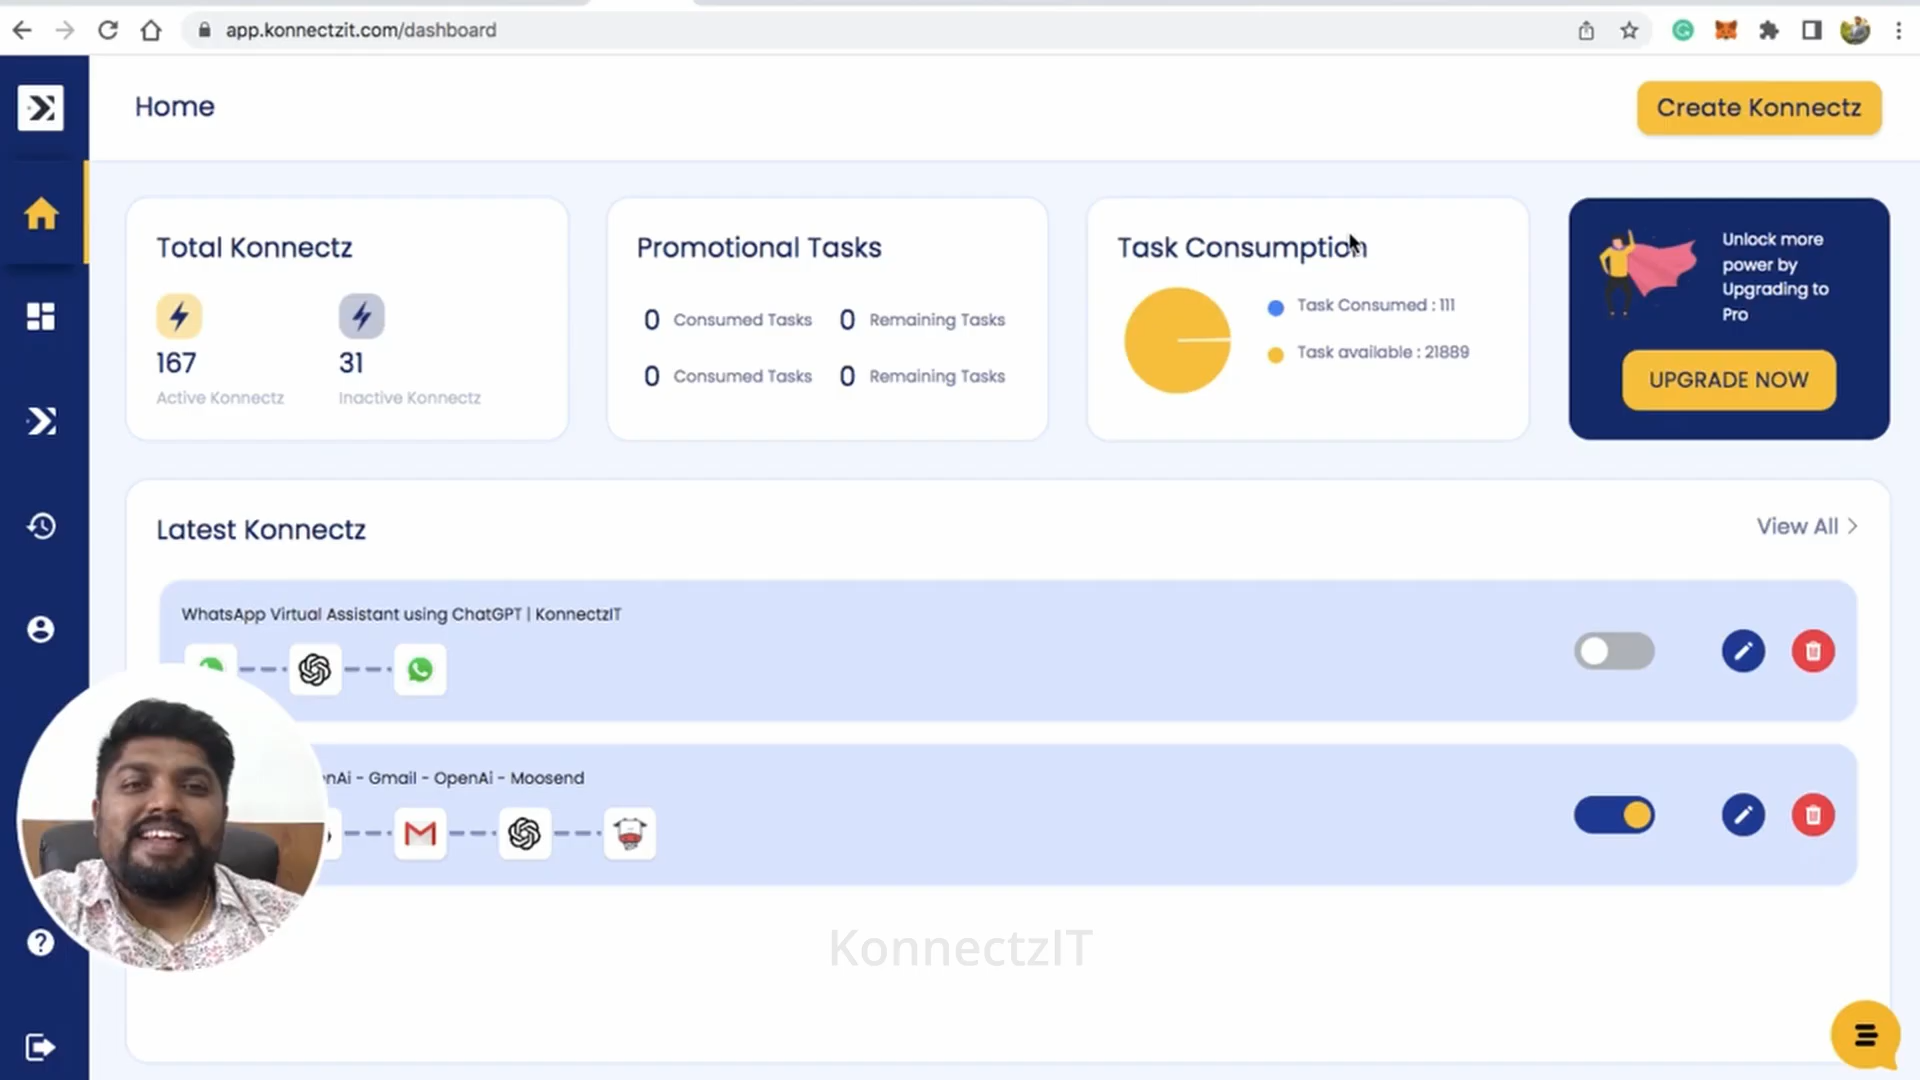 app.konnectzit.com/dashboard
Home
Create Konnectz
Total Konnectz
167
Active Konnectz
31
Inactive Konnectz
Promotional Tasks
0 Consumed Tasks 0 Remaining Tasks
0 Consumed Tasks 0 Remaining Tasks
Task Consumption
Task Consumed : 111
Task available : 21889
Unlock more
power by
Upgrading to
Pro
UPGRADE NOW
Latest Konnectz
View All
WhatsApp Virtual Assistant using ChatGPT | KonnectzIT
- Gmail - OpenAi - Moosend
KonnectzIT